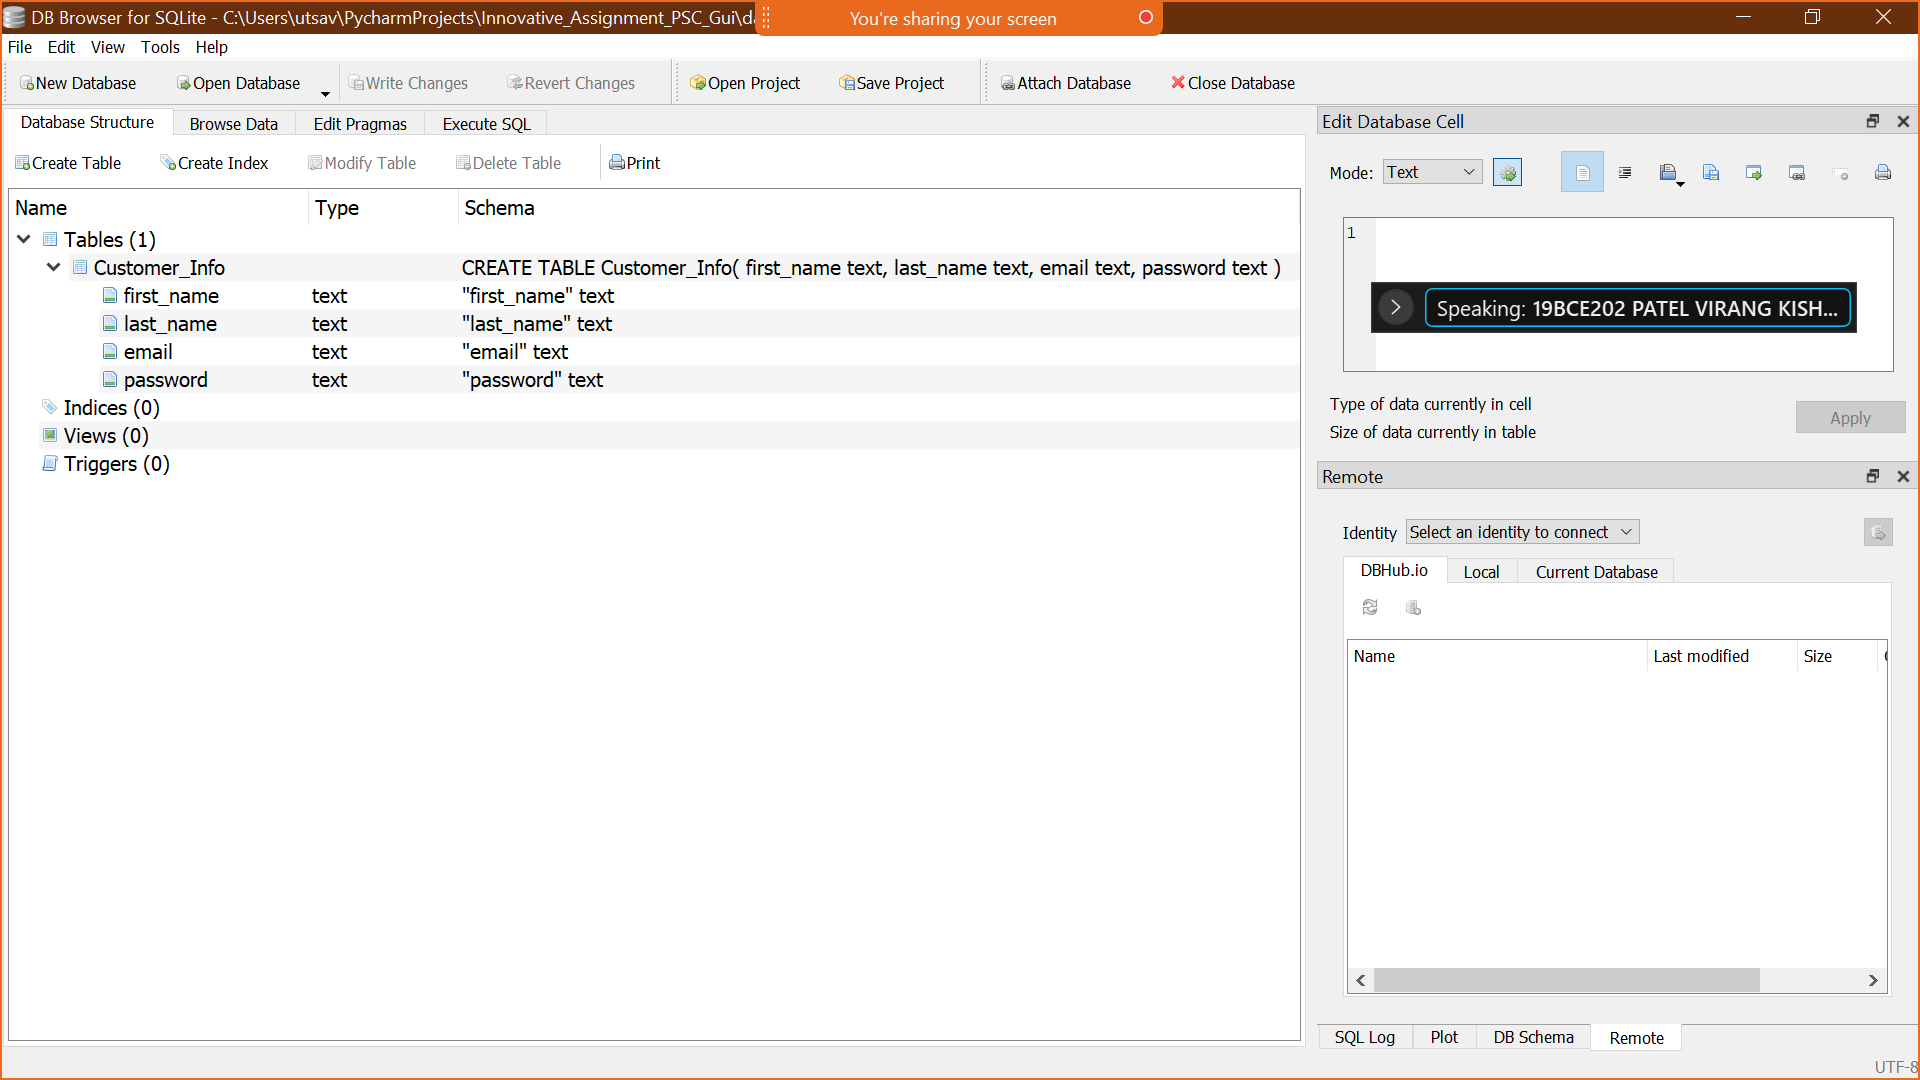 DB Browser for SQLite - C:\Users\utsav\PycharmProjects\Innovative_Assignment_PSC_Gui\da
You're sharing your screen
File Edit View Tools Help
New Database Open Database Write Changes Revert Changes Open Project Save Project Attach Database Close Database
Database Structure Browse Data Edit Pragmas Execute SQL
Create Table Create Index Modify Table Delete Table Print
Name Type Schema
Tables (1)
Customer_Info CREATE TABLE Customer_Info( first_name text, last_name text, email text, password text )
first_name text "first_name" text
last_name text "last_name" text
email text "email" text
password text "password" text
Indices (0)
Views (0)
Triggers (0)
Edit Database Cell
Mode: Text
1
Speaking: 19BCE202 PATEL VIRANG KISH...
Type of data currently in cell
Size of data currently in table
Apply
Remote
Identity Select an identity to connect
DBHub.io Local Current Database
Name Last modified Size
SQL Log Plot DB Schema Remote
UTF-8